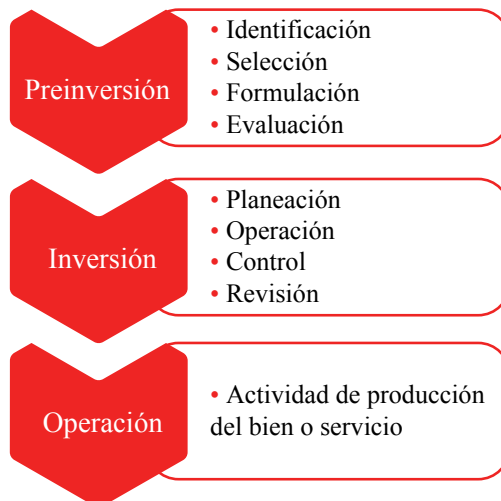 Preinversión
• Identificación
• Selección
• Formulación
• Evaluación
Inversión
• Planeación
• Operación
• Control
• Revisión
Operación
• Actividad de producción
del bien o servicio